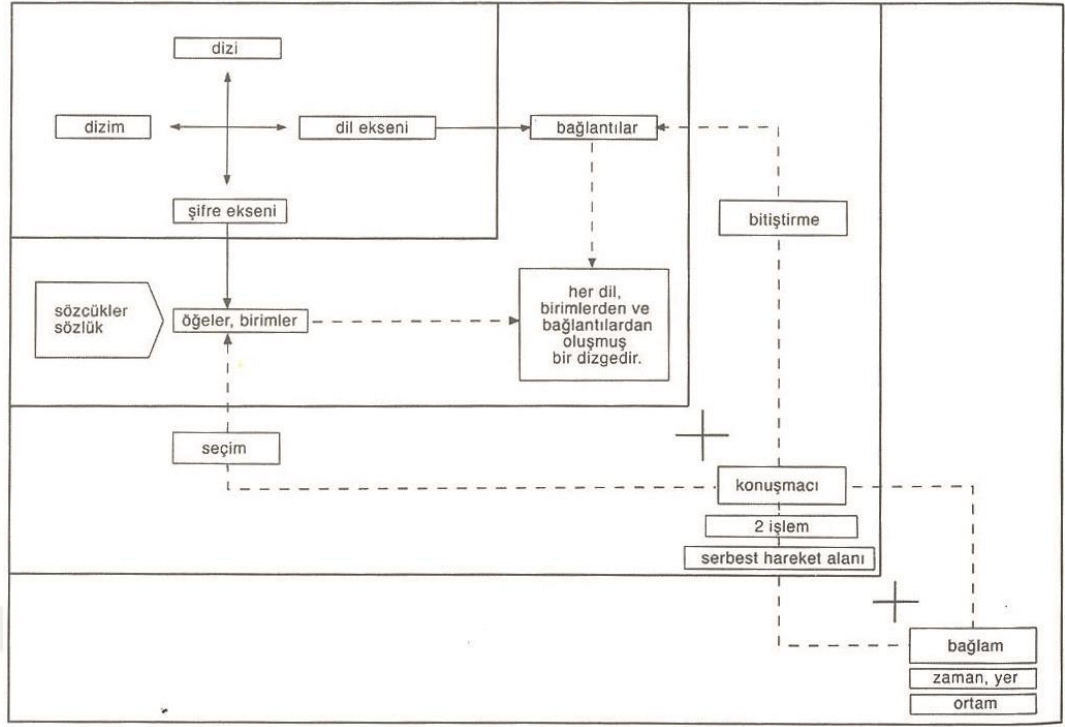 dizi
dizim
dil ekseni
bağlantılar
şifre ekseni
bitiştirme
sözcükler
sözlük
öğeler, birimler
her dil,
birimlerden ve
bağlantılardan
oluşmuş
bir dizgedir.
seçim
konuşmacı
2 işlem
serbest hareket alanı
bağlam
zaman, yer
ortam